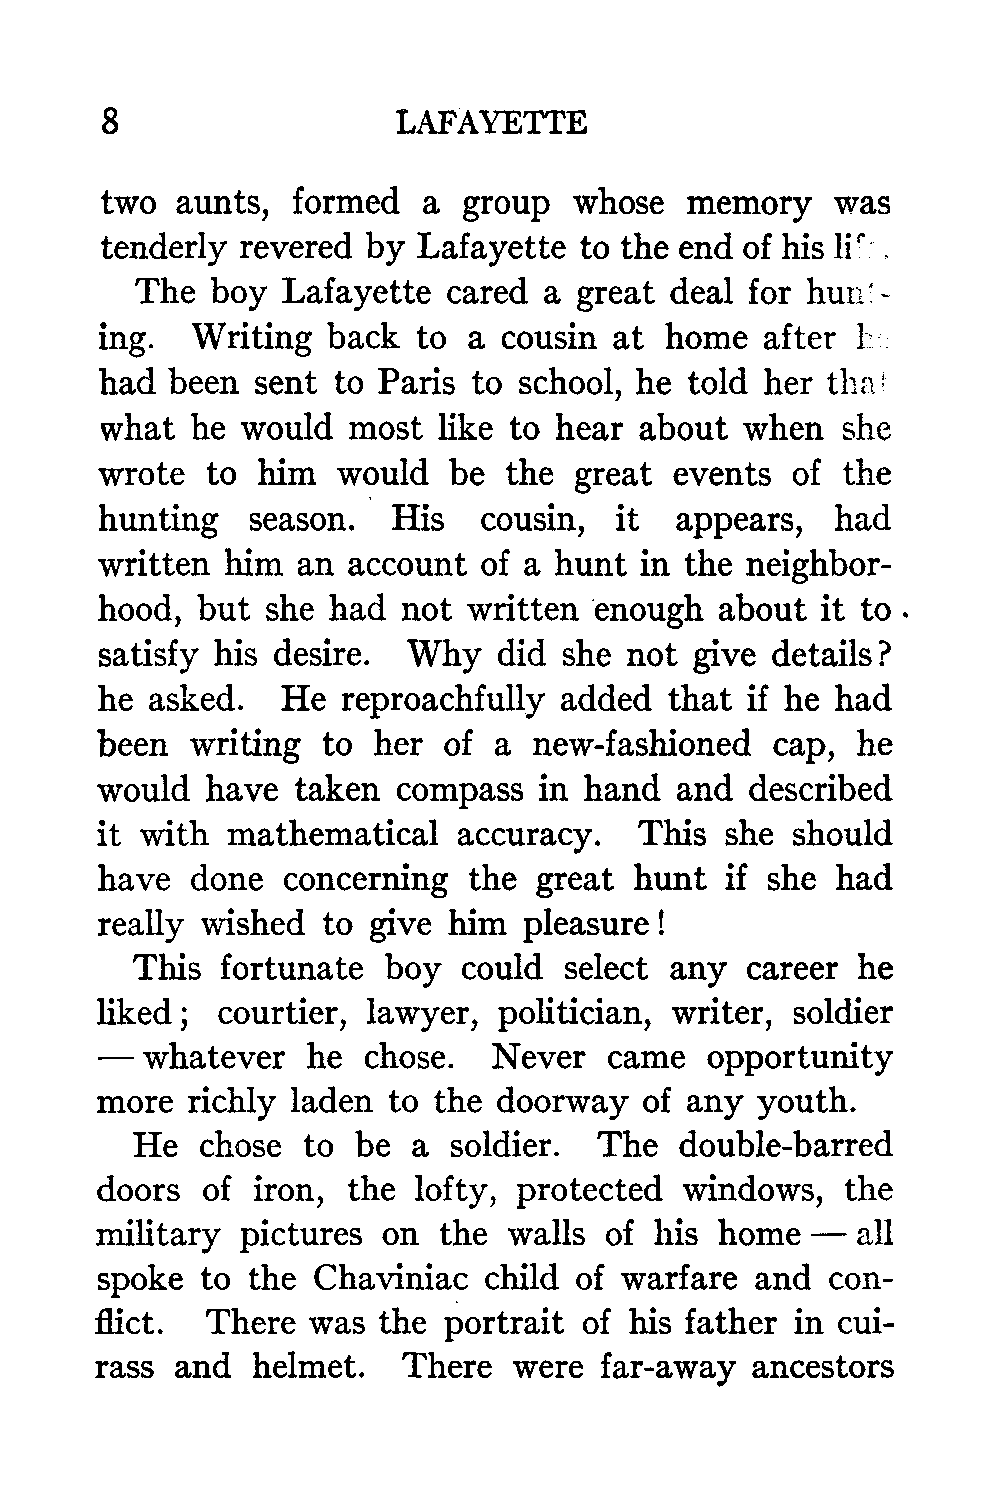 8 LAFAYETTE
two aunts, formed a group whose memory was
tenderly revered by Lafayette to the end of his
The boy Lafayette cared a great deal for hunt-
ing. Writing back to a cousin at home after
had been sent to Paris to school, he told her that
what he would most like to hear about when she
wrote to him would be the great events of the
hunting season. His cousin, it appears, had
written him an account of a hunt in the neighbor-
hood, but she had not written enough about it to
satisfy his desire. Why did she not give details?
he asked. He reproachfully added that if he had
been writing to her of a new-fashioned cap, he
would have taken compass in hand and described
it with mathematical accuracy. This she should
have done concerning the great hunt if she had
really wished to give him pleasure!
This fortunate boy could select any career he
liked; courtier, lawyer, politician, writer, soldier
— whatever he chose. Never came opportunity
more richly laden to the doorway of any youth.
He chose to be a soldier. The double-barred
doors of iron, the lofty, protected windows, the
military pictures on the walls of his home — all
spoke to the Chaviniac child of warfare and con-
flict. There was the portrait of his father in cui-
rass and helmet. There were far-away ancestors